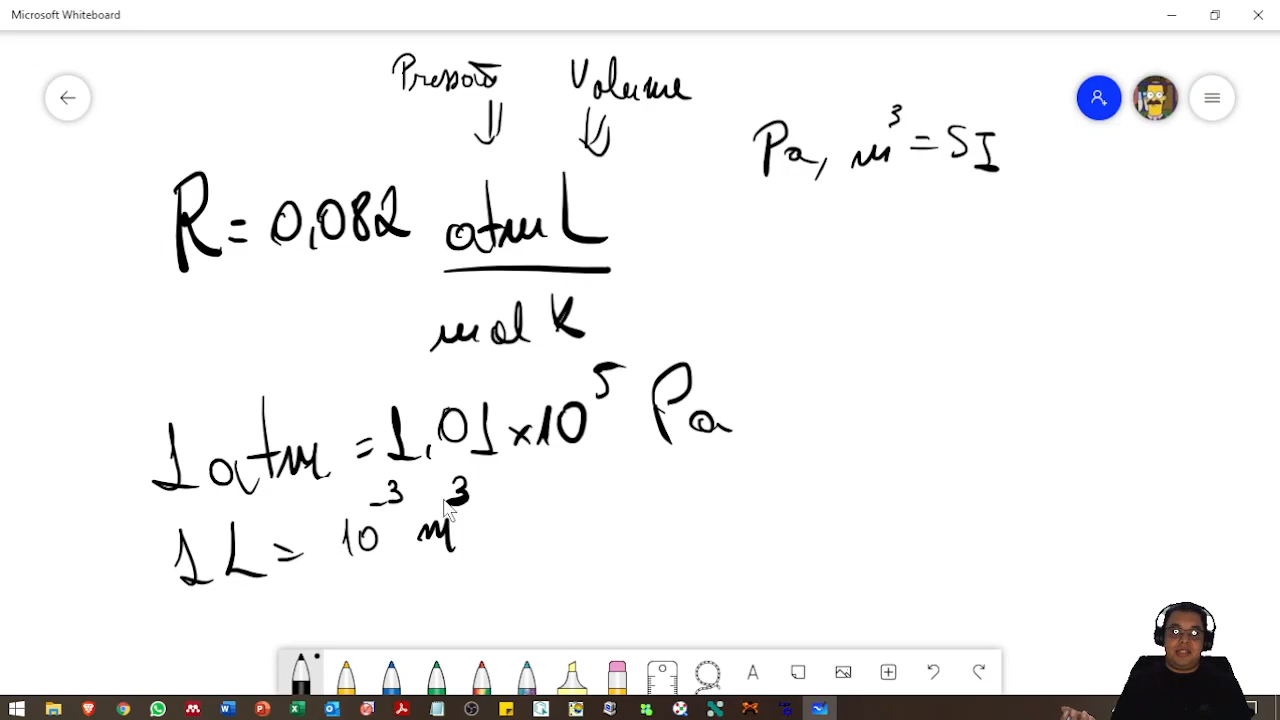 Microsoft Whiteboard
Pressão Volume
Pa, m³ = SI
R = 0,082 atm L
mol K
1 atm = 1,01 × 10⁵ Pa
1 L = 10⁻³ m³
A